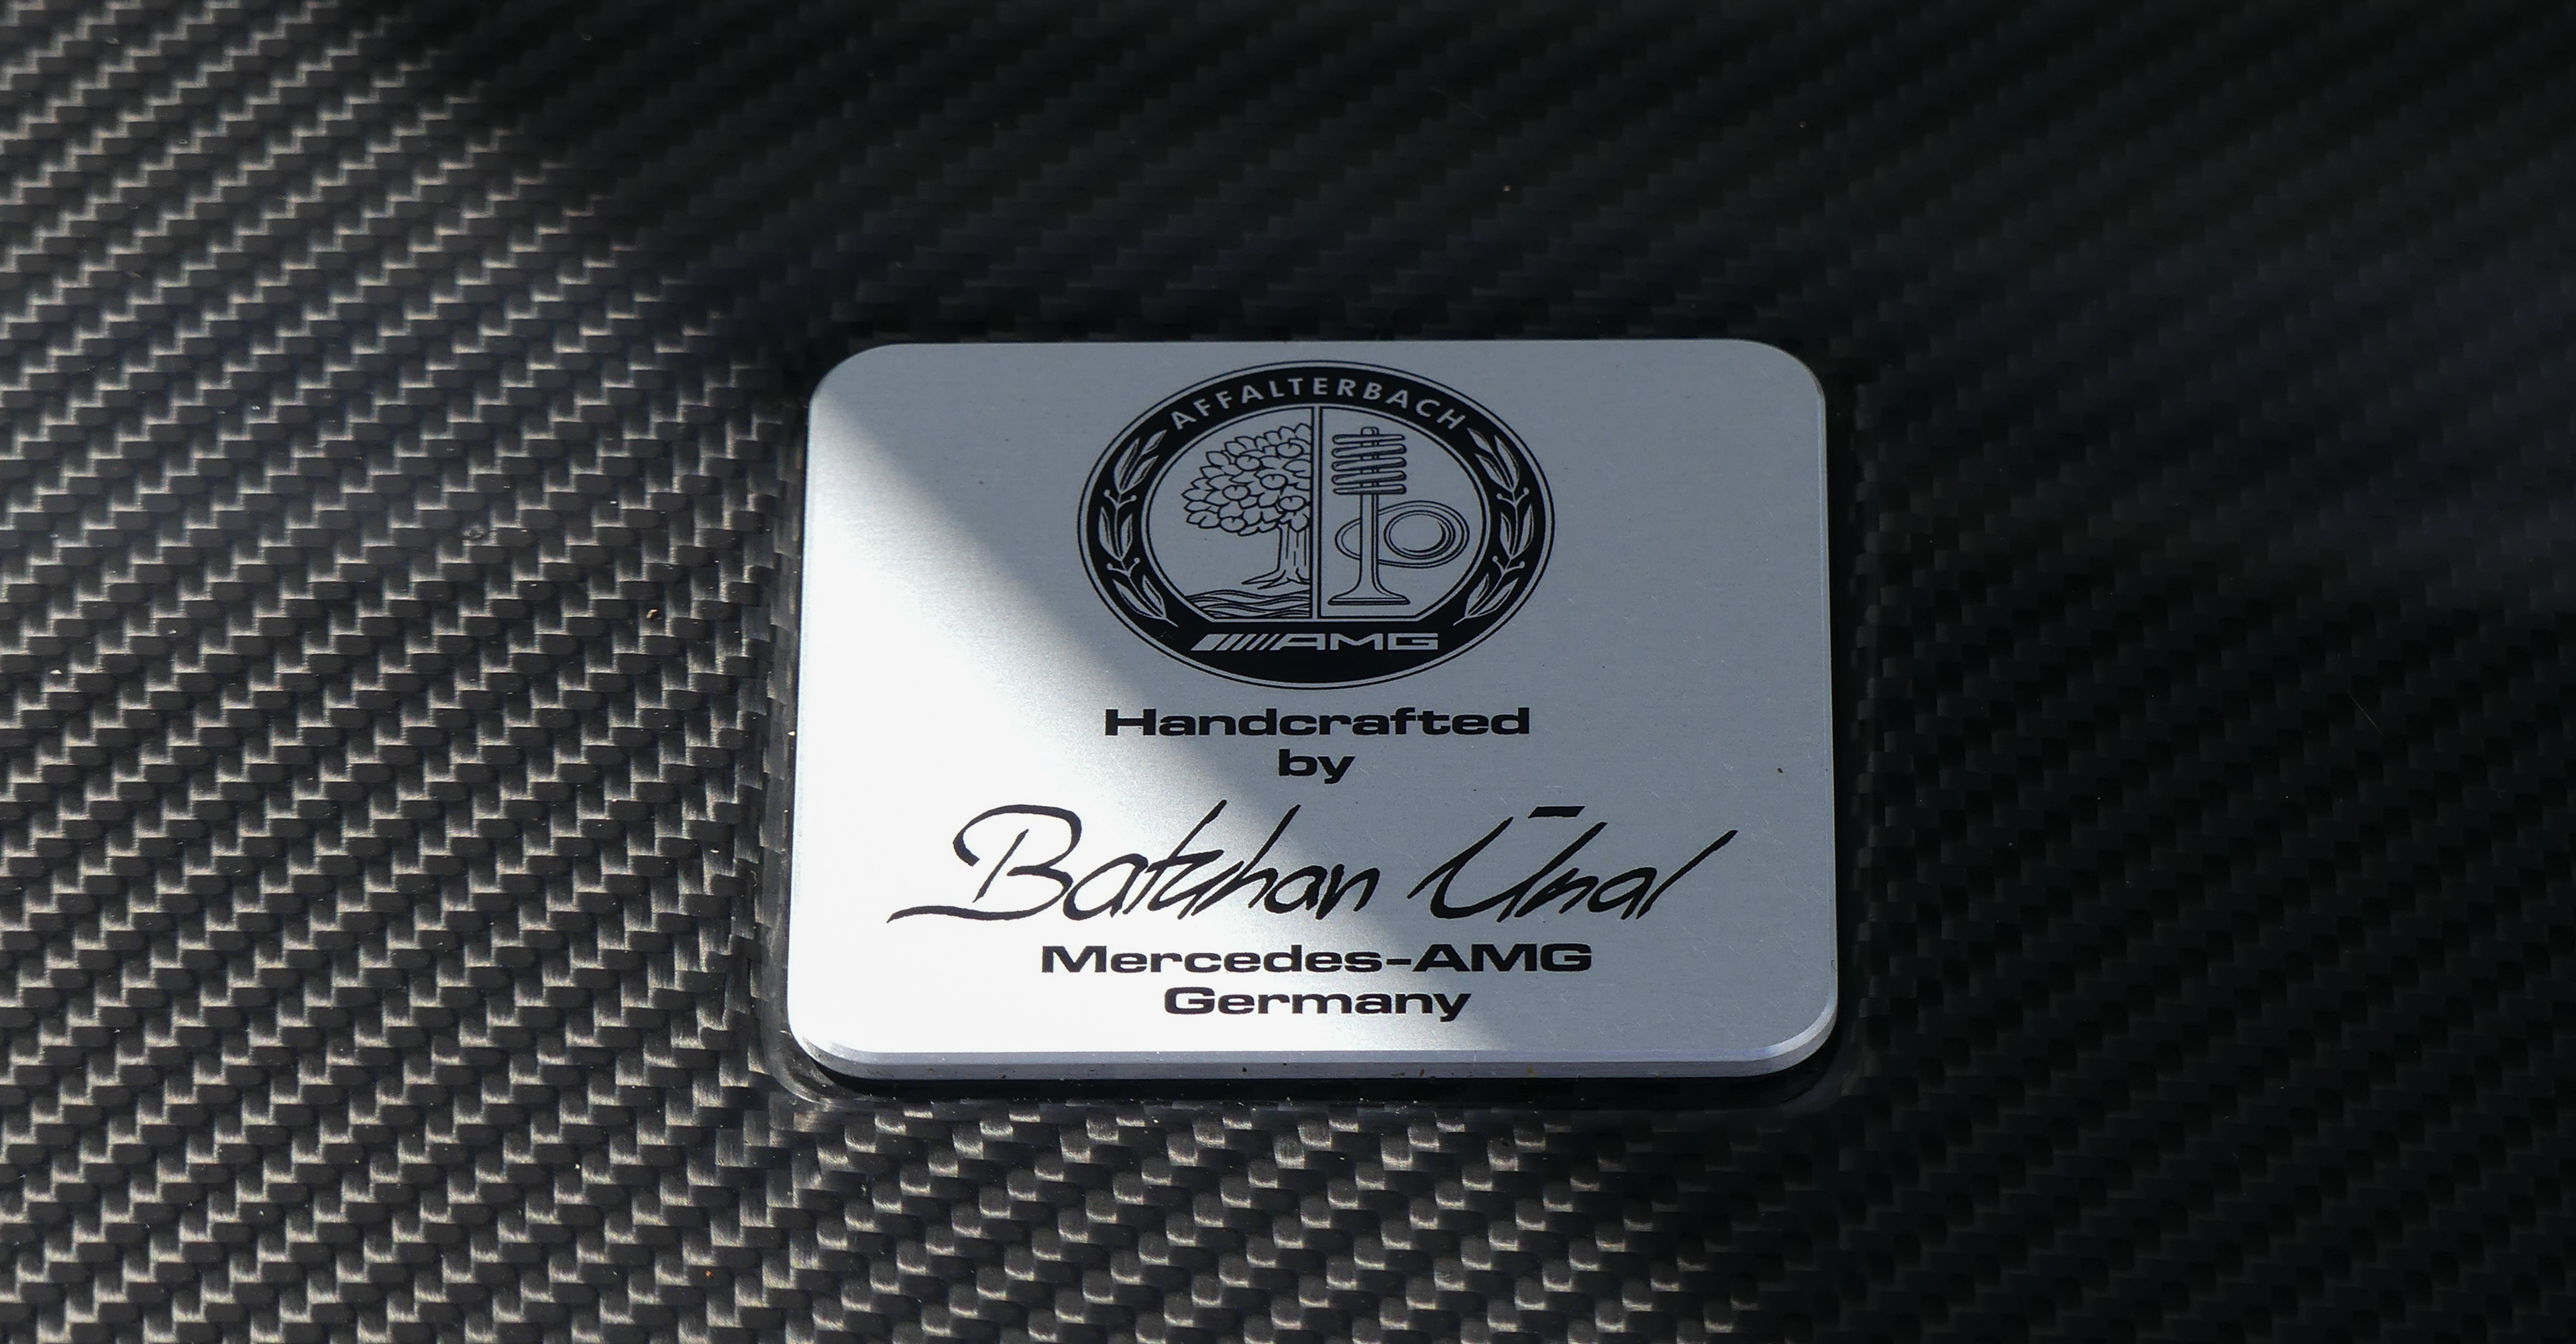 AFFALTERBACH
AMG
Handcrafted
by
Batuhan Ünal
Mercedes-AMG
Germany